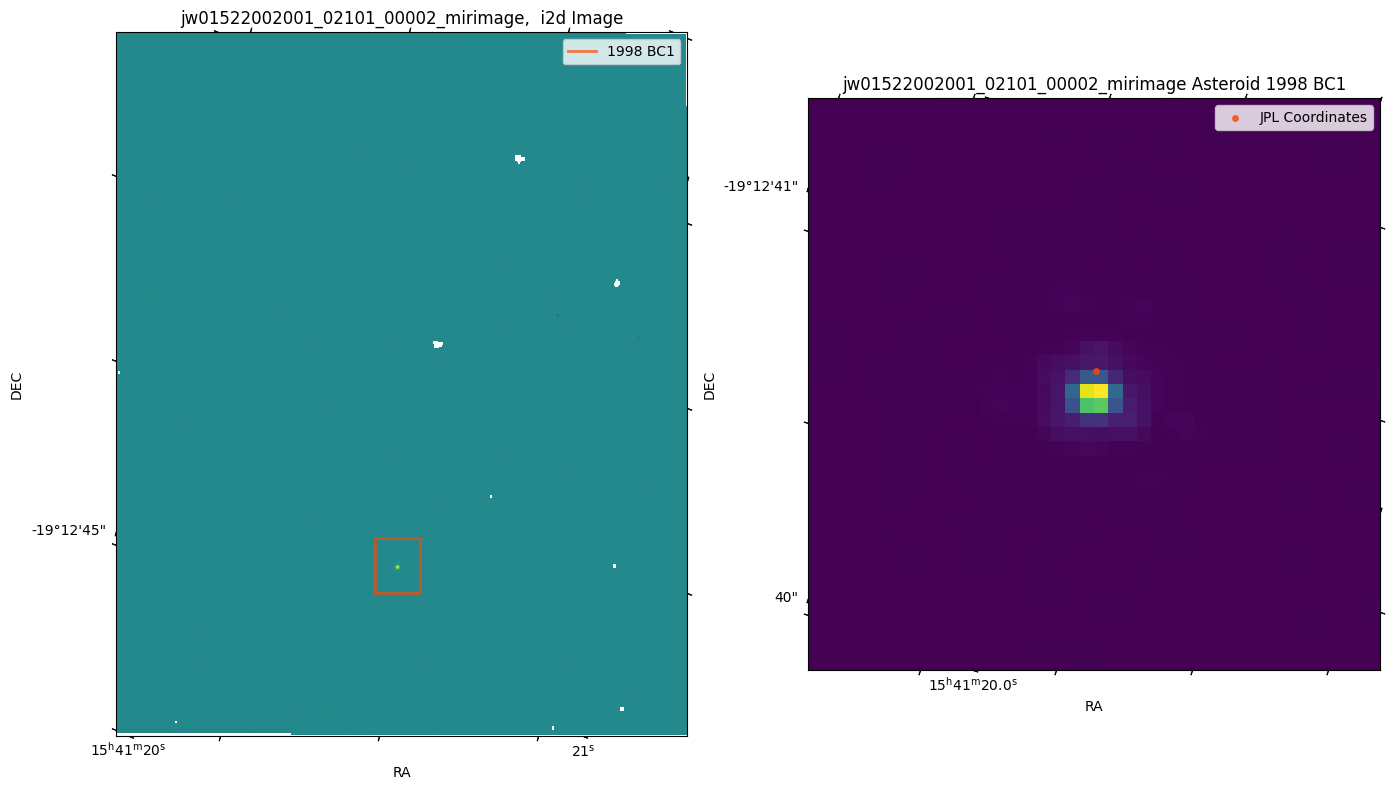 jw01522002001_02101_00002_mirimage,  i2d Image
1998 BC1
DEC
-19°12'45"
15ʰ41ᵐ20ˢ
21ˢ
RA
jw01522002001_02101_00002_mirimage Asteroid 1998 BC1
JPL Coordinates
-19°12'41"
DEC
40"
15ʰ41ᵐ20.0ˢ
RA